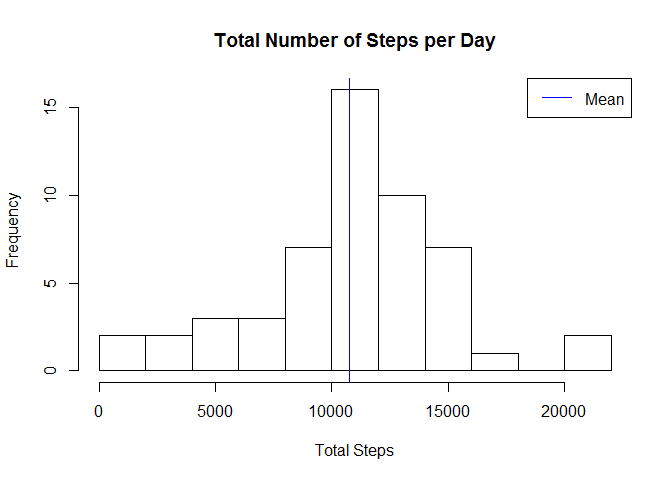 Total Number of Steps per Day
Mean
15
10
5
0
Frequency
0 5000 10000 15000 20000
Total Steps